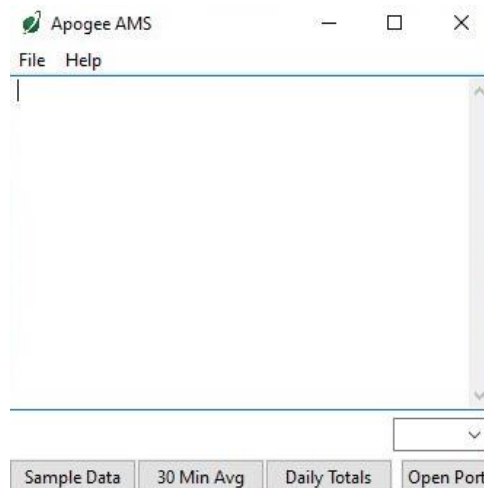 Apogee AMS
File Help
Sample Data 30 Min Avg Daily Totals Open Port